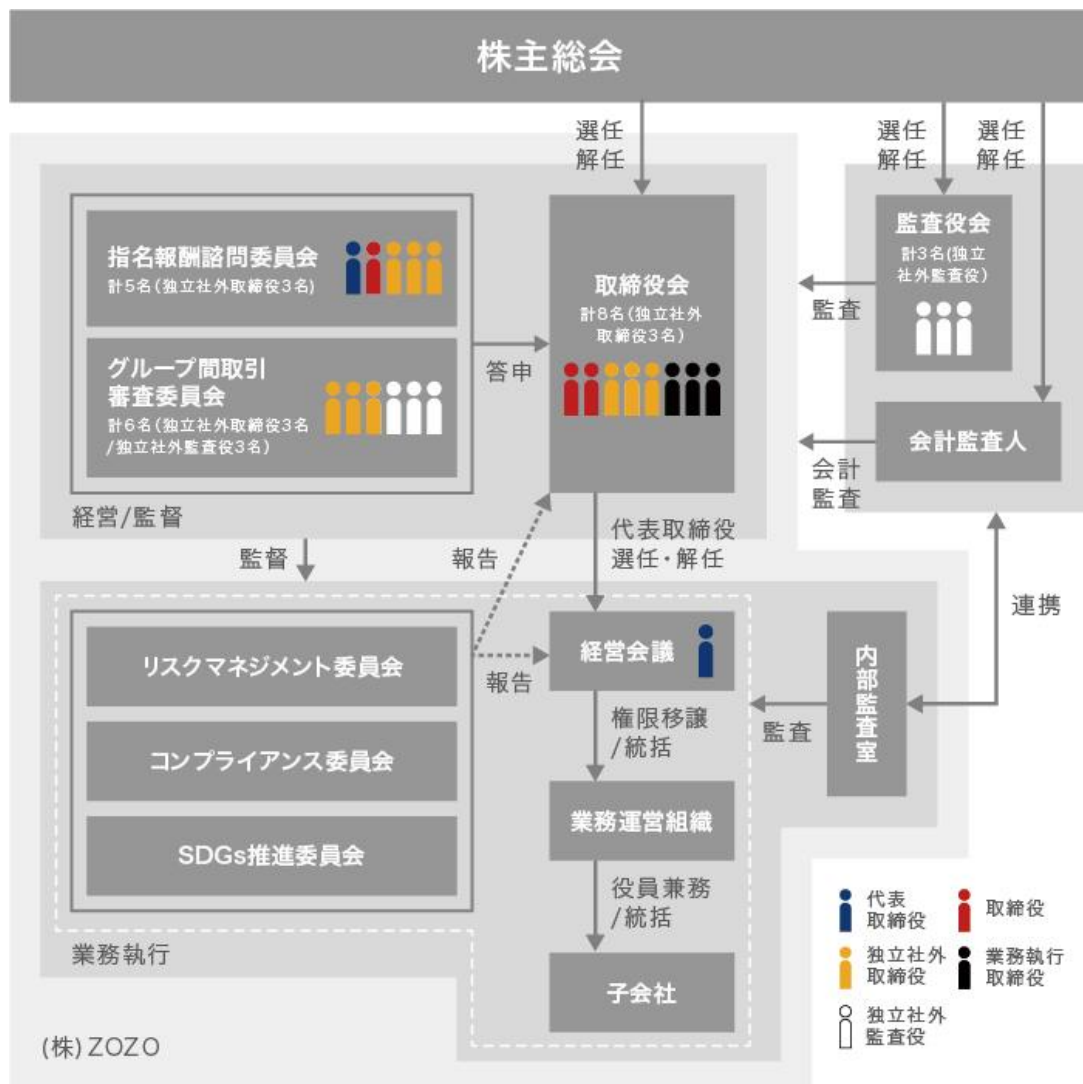 株主総会
選任
解任
選任
解任
選任
解任
指名報酬諮問委員会
計5名(独立社外取締役3名)
グループ間取引
審査委員会
計6名(独立社外取締役3名
/独立社外監査役3名)
経営/監督
答申
取締役会
計8名(独立社外
取締役3名)
監査役会
計3名(独立
社外監査役)
監査
会計監査人
会計
監査
監督
報告
代表取締役
選任・解任
連携
リスクマネジメント委員会
コンプライアンス委員会
SDGs推進委員会
業務執行
報告
経営会議
権限移譲
/統括
業務運営組織
役員兼務
/統括
子会社
監査
内部監査室
代表
取締役
取締役
独立社外
取締役
業務執行
取締役
独立社外
監査役
(株) ZOZO